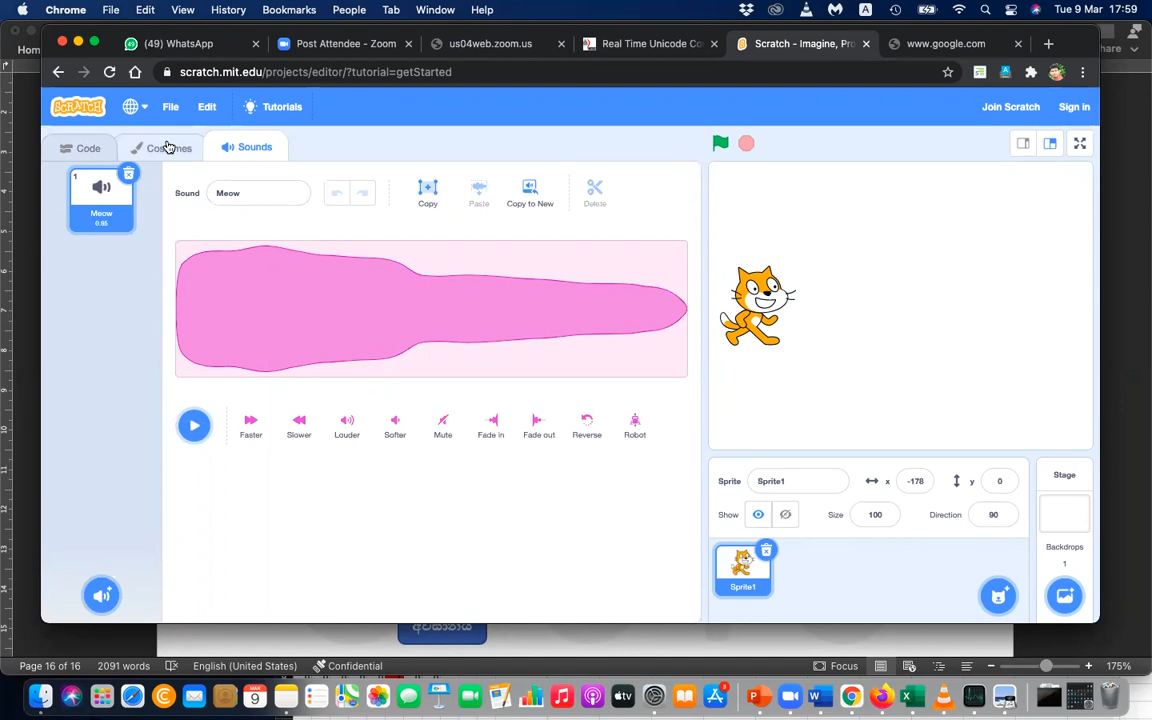 Chrome File Edit View History Bookmarks People Tab Window Help
A
Tue 9 Mar 17:59
(49) WhatsApp
Post Attendee - Zoom
us04web.zoom.us
Real Time Unicode Co
Scratch - Imagine, Pro
www.google.com
scratch.mit.edu/projects/editor/?tutorial=getStarted
SCRATCH
File
Edit
Tutorials
Join Scratch
Sign in
Code
Costumes
Sounds
1
Meow
0.85
Sound
Meow
Copy
Paste
Copy to New
Delete
Faster
Slower
Louder
Softer
Mute
Fade in
Fade out
Reverse
Robot
Sprite
Sprite1
x
-178
y
0
Show
Size
100
Direction
90
Sprite1
Stage
Backdrops
1
අවසානය
Page 16 of 16
2091 words
English (United States)
Confidential
Focus
175%